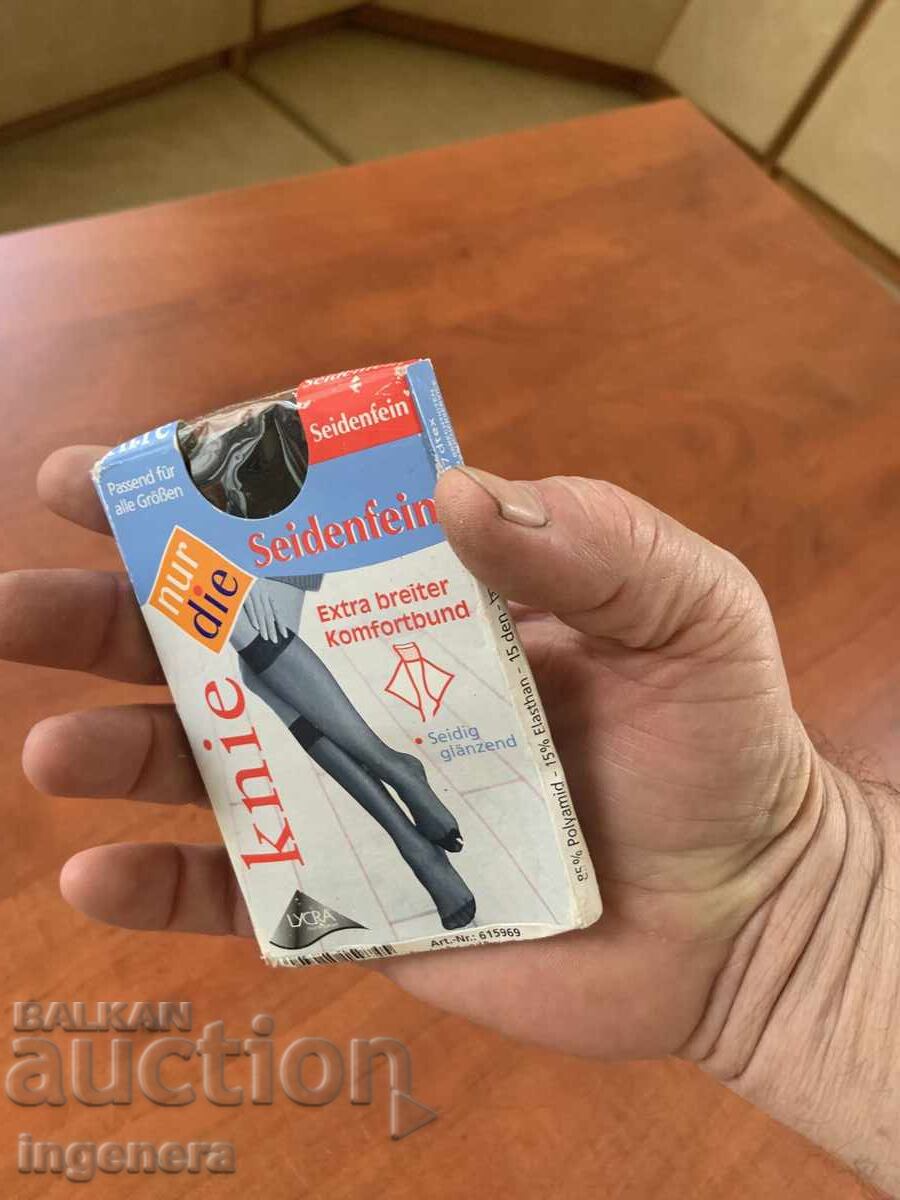 Seidenfein
Passend für
alle Größen
nur
die
Seidenfein
Extra breiter
Komfortbund
• Seidig
glänzend
knie
LYCRA
Art.-Nr.: 615969
85% Polyamid - 15% Elasthan - 15 den -
BALKAN
auction
ingenera